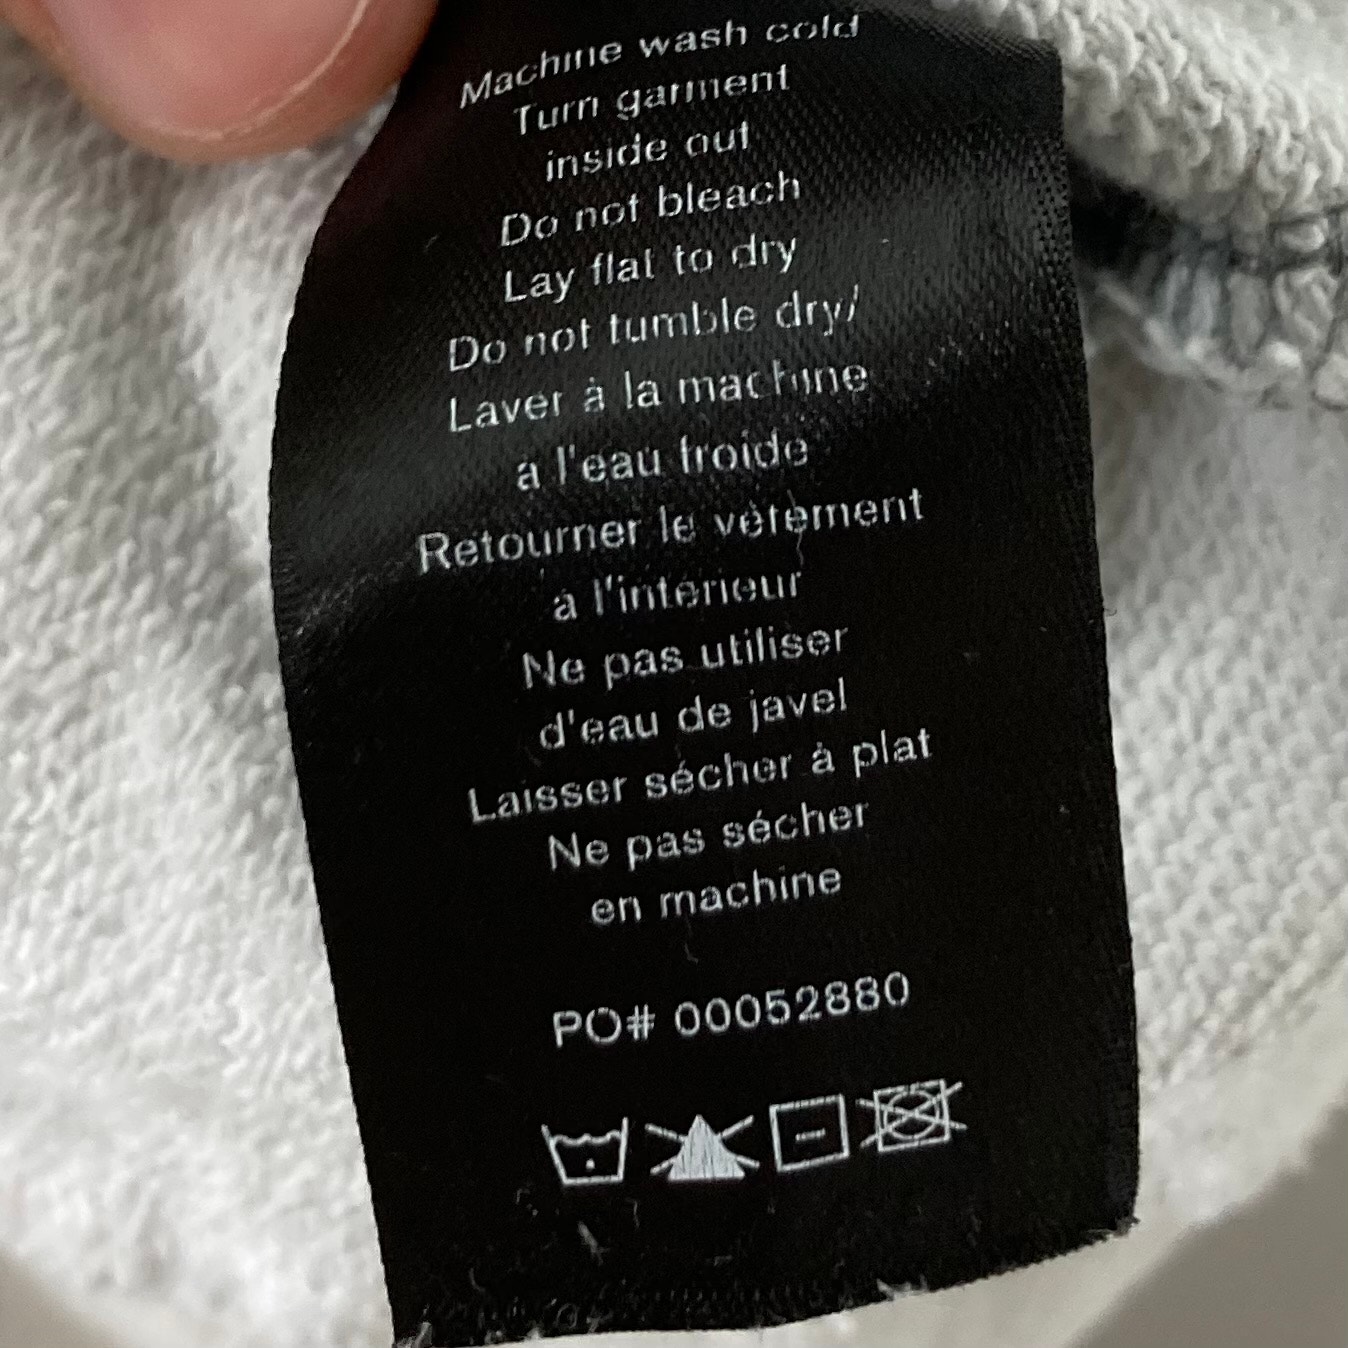 Machine wash cold
Turn garment
inside out
Do not bleach
Lay flat to dry
Do not tumble dry/
Laver à la machine
a l'eau froide
Retourner le vêtement
à l'intérieur
Ne pas utiliser
d'eau de javel
Laisser sécher à plat
Ne pas sécher
en machine
PO# 00052880